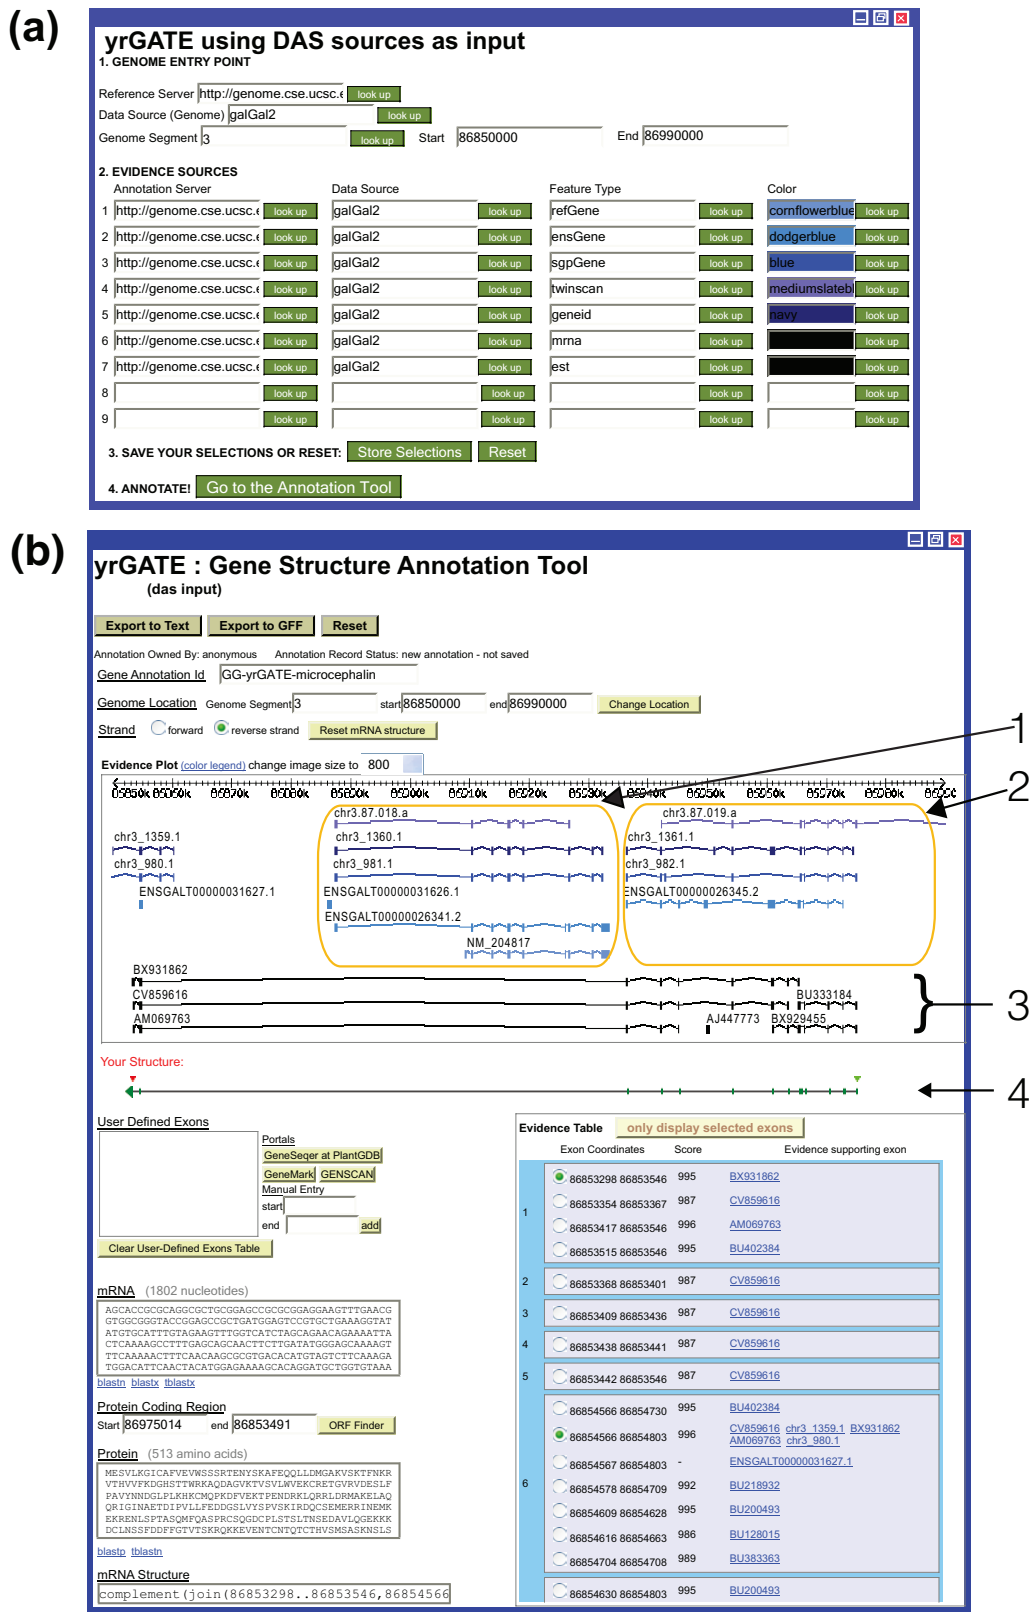 (a)
yrGATE using DAS sources as input
1. GENOME ENTRY POINT
Reference Server http://genome.cse.ucsc.e look up
Data Source (Genome) galGal2 look up
Genome Segment 3 look up Start 86850000 End 86990000
2. EVIDENCE SOURCES
Annotation Server Data Source Feature Type Color
1 http://genome.cse.ucsc.e look up galGal2 look up refGene look up cornflowerblue look up
2 http://genome.cse.ucsc.e look up galGal2 look up ensGene look up dodgerblue look up
3 http://genome.cse.ucsc.e look up galGal2 look up sgpGene look up blue look up
4 http://genome.cse.ucsc.e look up galGal2 look up twinscan look up mediumslatebl look up
5 http://genome.cse.ucsc.e look up galGal2 look up geneid look up navy look up
6 http://genome.cse.ucsc.e look up galGal2 look up mrna look up look up
7 http://genome.cse.ucsc.e look up galGal2 look up est look up look up
8 look up look up look up look up
9 look up look up look up look up
3. SAVE YOUR SELECTIONS OR RESET: Store Selections Reset
4. ANNOTATE! Go to the Annotation Tool
(b)
yrGATE : Gene Structure Annotation Tool
(das input)
Export to Text Export to GFF Reset
Annotation Owned By: anonymous Annotation Record Status: new annotation - not saved
Gene Annotation Id GG-yrGATE-microcephalin
Genome Location Genome Segment 3 start 86850000 end 86990000 Change Location
Strand forward reverse strand Reset mRNA structure
1
Evidence Plot (color legend) change image size to 800
2
chr3.87.018.a chr3.87.019.a
chr3_1359.1 chr3_1360.1 chr3_1361.1
chr3_980.1 chr3_981.1 chr3_982.1
ENSGALT00000031627.1 ENSGALT00000031626.1 ENSGALT00000026345.2
ENSGALT00000026341.2
NM_204817
BX931862
CV859616 BU333184
AM069763 AJ447773 BX929455
3
Your Structure:
4
User Defined Exons
Portals
GeneSeqer at PlantGDB
GeneMark GENSCAN
Manual Entry
start
end add
Clear User-Defined Exons Table
mRNA (1802 nucleotides)
AGCACCGCGCAGGCGCTGCGGAGCCGCGCGGAGGAAGTTTGAACG
GTGGCGGGTACCGGAGCCGCTGATGGAGTCCGTGCTGAAAGGTAT
ATGTGCATTTGTAGAAGTTTGGTCATCTAGCAGAACAGAAAATTA
CTCAAAAGCCTTTGAGCAGCAACTTCTTGATATGGGAGCAAAAGT
TTCAAAAACTTTCAACAAGCGCGTGACACATGTAGTCTTCAAAGA
TGGACATTCAACTACATGGAGAAAAGCACAGGATGCTGGTGTAAA
blastn blastx tblastx
Protein Coding Region
Start 86975014 end 86853491 ORF Finder
Protein (513 amino acids)
MESVLKGICAFVEVWSSSRTENYSKAFEQQLLDMGAKVSKTFNKR
VTHVVFKDGHSTTWRKAQDAGVKTVSVLWVEKCRETGVRVDESLF
PAVYNNDGLPLKHKCMQPKDFVEKTPENDRKLQRRLDRMAKELAQ
QRIGINAETDIPVLLFEDDGSLVYSPVSKIRDQCSEMERRINEMK
EKRENLSPTASQMFQASPRCSQGDCPLSTSLTNSEDAVLQGEKKK
DCLNSSFDDFFGTVTSKRQKKEVENTCNTQTCTHVSMSASKNSLS
blastp tblastn
mRNA Structure
complement(join(86853298..86853546,86854566
Evidence Table only display selected exons
Exon Coordinates Score Evidence supporting exon
1
86853298 86853546 995 BX931862
86853354 86853367 987 CV859616
86853417 86853546 996 AM069763
86853515 86853546 995 BU402384
2 86853368 86853401 987 CV859616
3 86853409 86853436 987 CV859616
4 86853438 86853441 987 CV859616
5 86853442 86853546 987 CV859616
6
86854566 86854730 995 BU402384
86854566 86854803 996 CV859616 chr3_1359.1 BX931862
AM069763 chr3_980.1
86854567 86854803 - ENSGALT00000031627.1
86854578 86854709 992 BU218932
86854609 86854628 995 BU200493
86854616 86854663 986 BU128015
86854704 86854708 989 BU383363
86854630 86854803 995 BU200493